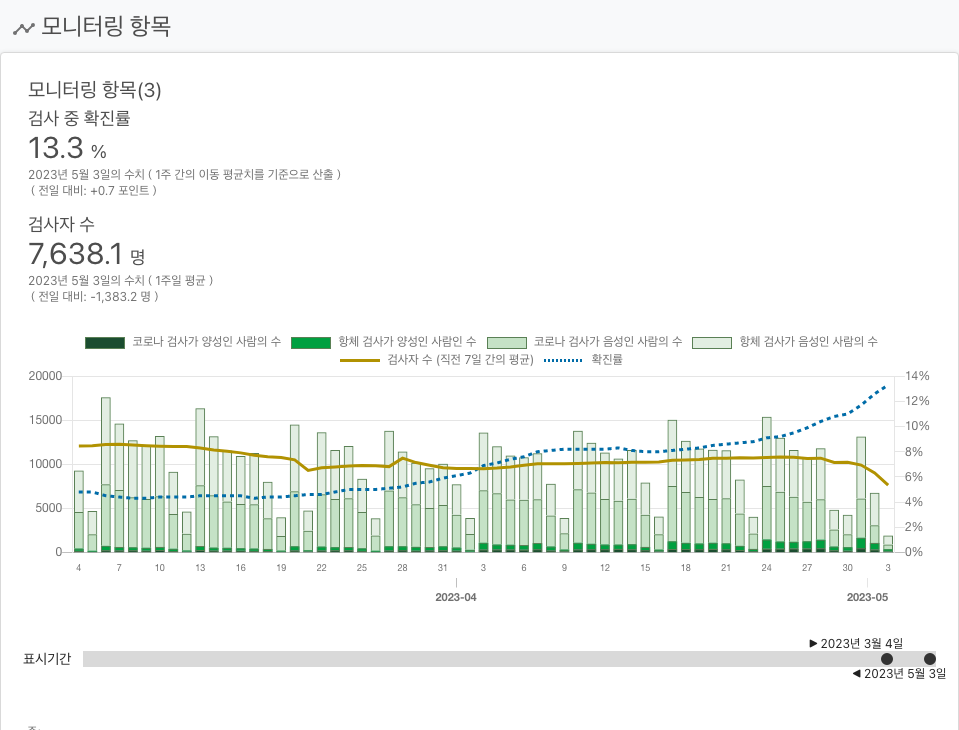 모니터링 항목
모니터링 항목(3)
검사 중 확진률
13.3 %
2023년 5월 3일의 수치 ( 1주 간의 이동 평균치를 기준으로 산출 )
( 전일 대비: +0.7 포인트 )
검사자 수
7,638.1 명
2023년 5월 3일의 수치 ( 1주일 평균 )
( 전일 대비: -1,383.2 명 )
코로나 검사가 양성인 사람의 수 항체 검사가 양성인 사람인 수 코로나 검사가 음성인 사람의 수 항체 검사가 음성인 사람의 수
검사자 수 (직전 7일 간의 평균) 확진률
20000 14%
12%
15000
10%
10000 8%
6%
5000 4%
2%
0 0%
4 7 10 13 16 19 22 25 28 31 3 6 9 12 15 18 21 24 27 30 3
2023-04 2023-05
▶ 2023년 3월 4일
표시기간
◀ 2023년 5월 3일